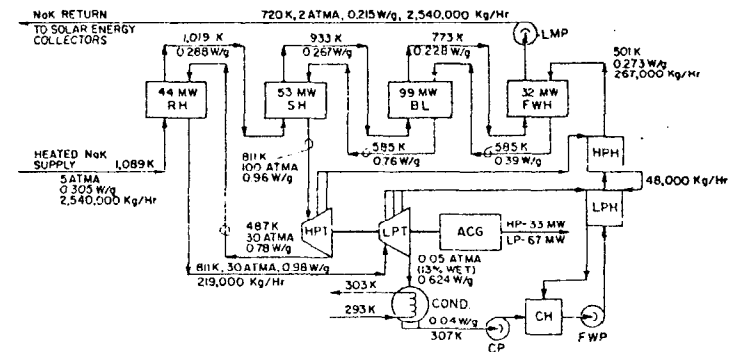 NaK RETURN
720 K, 2 ATMA, 0.215 W/g, 2,540,000 Kg/Hr
TO SOLAR ENERGY
COLLECTORS
LMP
1,019 K
0.288 W/g
933 K
0.267 W/g
773 K
0.228 W/g
501 K
0.273 W/g
267,000 Kg/Hr
44 MW
RH
53 MW
SH
99 MW
BL
32 MW
FWH
HEATED NaK
SUPPLY
1,089 K
5 ATMA
0.305 W/g
2,540,000 Kg/Hr
811 K
100 ATMA
0.96 W/g
585 K
0.76 W/g
585 K
0.39 W/g
HPH
48,000 Kg/Hr
LPH
487 K
30 ATMA
0.78 W/g
HPT
LPT
ACG
HP-33 MW
LP-67 MW
811 K, 30 ATMA, 0.98 W/g
219,000 Kg/Hr
0.05 ATMA
(13% WET)
0.624 W/g
303 K
293 K
COND.
0.04 W/g
307 K
CP
CH
FWP